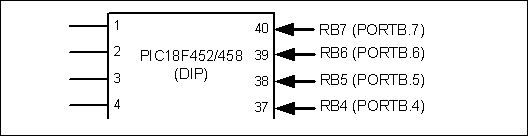 1 40 RB7 (PORTB.7)
2 PIC18F452/458 39 RB6 (PORTB.6)
(DIP)
3 38 RB5 (PORTB.5)
4 37 RB4 (PORTB.4)